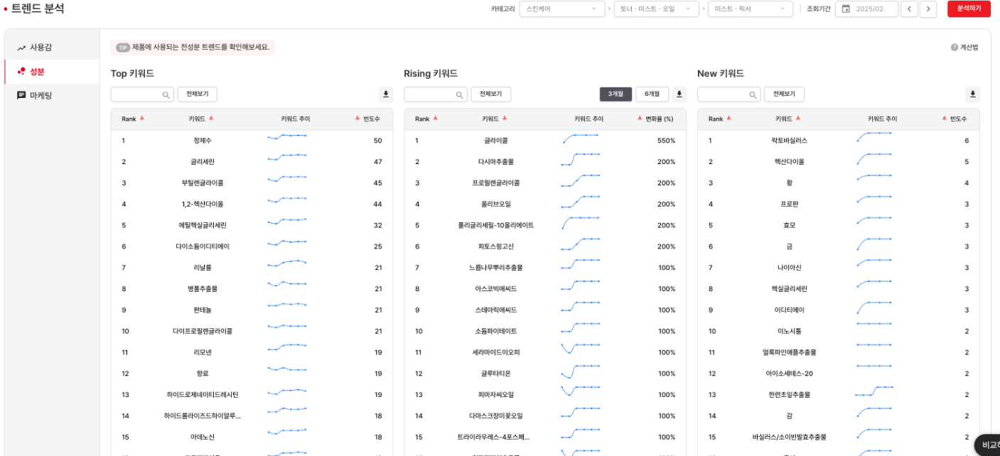 트렌드 분석
카테고리 스킨케어 토너 · 미스트 · 오일 미스트 · 픽서 조회기간 2025/02 분석하기
사용감
성분
마케팅
TIP 제품에 사용되는 전성분 트렌드를 확인해보세요. 계산법
Top 키워드
전체보기
Rank 키워드 키워드 추이 빈도수
1 정제수 50
2 글리세린 47
3 부틸렌글라이콜 45
4 1,2-헥산다이올 44
5 에틸헥실글리세린 32
6 다이소듐이디티에이 25
7 리날룰 21
8 병풀추출물 21
9 판테놀 21
10 다이프로필렌글라이콜 21
11 리모넨 19
12 향료 19
13 하이드로제네이티드레시틴 19
14 하이드롤라이즈드하이알루... 18
15 아데노신 18
Rising 키워드
전체보기 3개월 6개월
Rank 키워드 키워드 추이 변화율 (%)
1 글라이콜 550%
2 다시마추출물 200%
3 프로필렌글라이콜 200%
4 올리브오일 200%
5 폴리글리세릴-10올리에이트 200%
6 피토스핑고신 200%
7 느릅나무뿌리추출물 100%
8 아스코빅애씨드 100%
9 스테아릭애씨드 100%
10 소듐파이테이트 100%
11 세라마이드이오피 100%
12 글루타티온 100%
13 피마자씨오일 100%
14 다마스크장미꽃오일 100%
15 트라이라우레스-4포스페... 100%
New 키워드
전체보기
Rank 키워드 키워드 추이 빈도수
1 락토바실러스 6
2 헥산다이올 5
3 황 4
4 프로판 3
5 효모 3
6 금 3
7 나이아신 3
8 헥실글리세린 3
9 이디티에이 3
10 이노시톨 2
11 얼룩파인애플추출물 2
12 아이소세테스-20 2
13 한련초잎추출물 2
14 감 2
15 바실러스/소이빈발효추출물 2